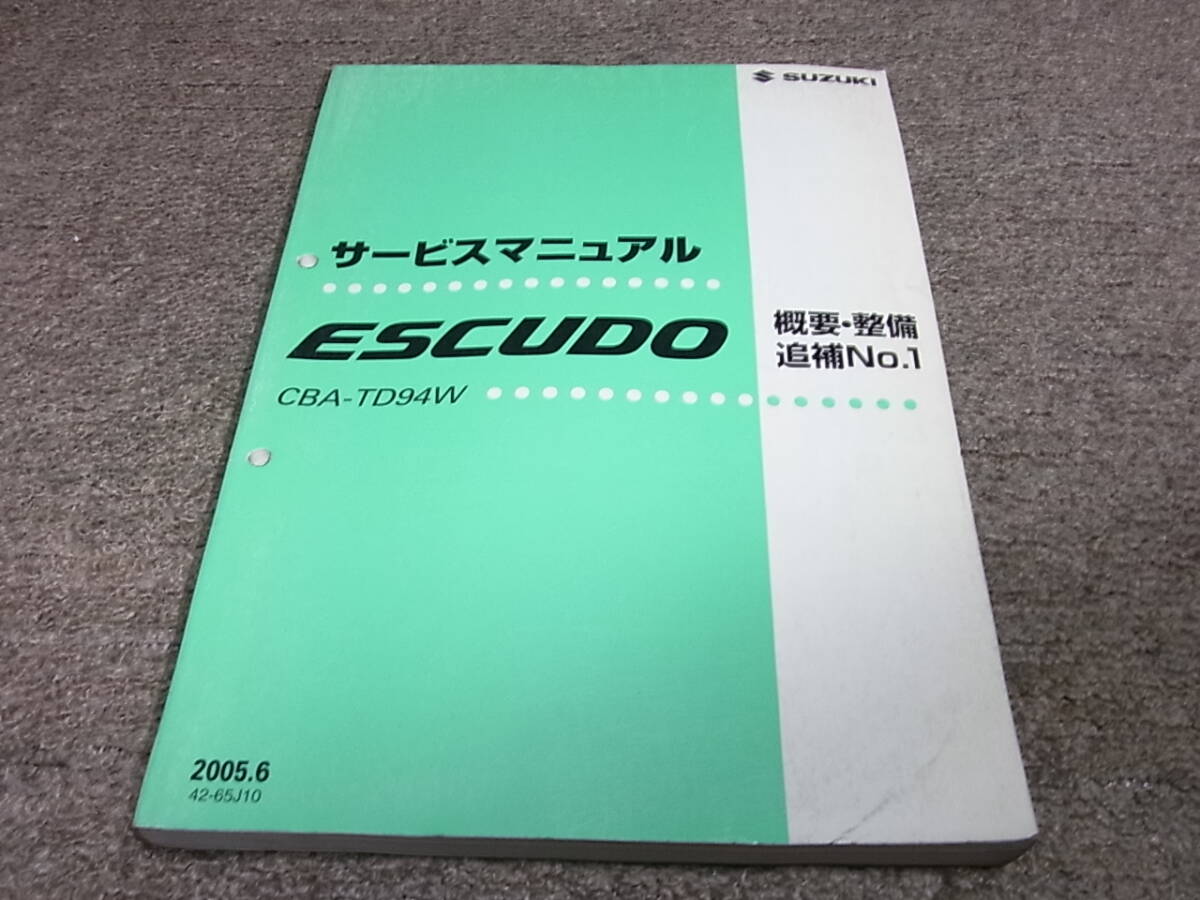 SUZUKI
サービスマニュアル
ESCUDO
CBA-TD94W
概要・整備
追補No.1
2005.6
42-65J10